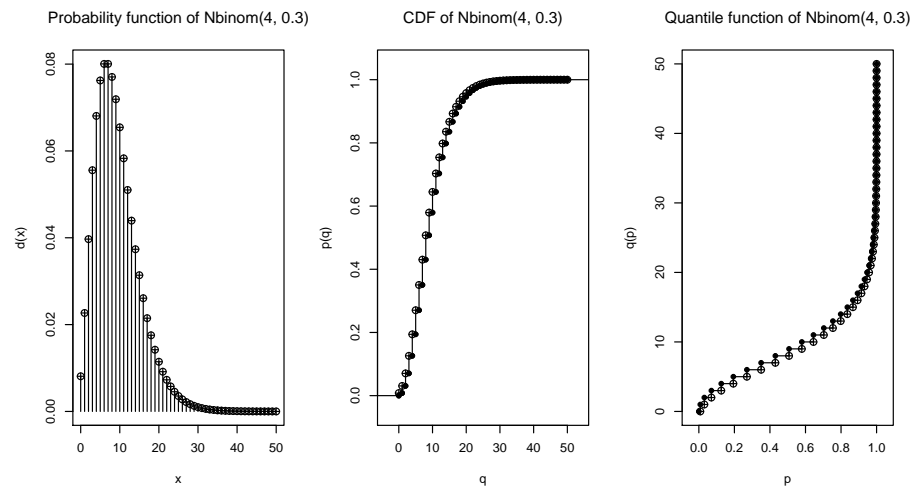 Probability function of Nbinom(4, 0.3)
d(x)
0.00
0.02
0.04
0.06
0.08
0 10 20 30 40 50
x
CDF of Nbinom(4, 0.3)
p(q)
0.0
0.2
0.4
0.6
0.8
1.0
0 10 20 30 40 50
q
Quantile function of Nbinom(4, 0.3)
q(p)
0
10
20
30
40
50
0.0 0.2 0.4 0.6 0.8 1.0
p